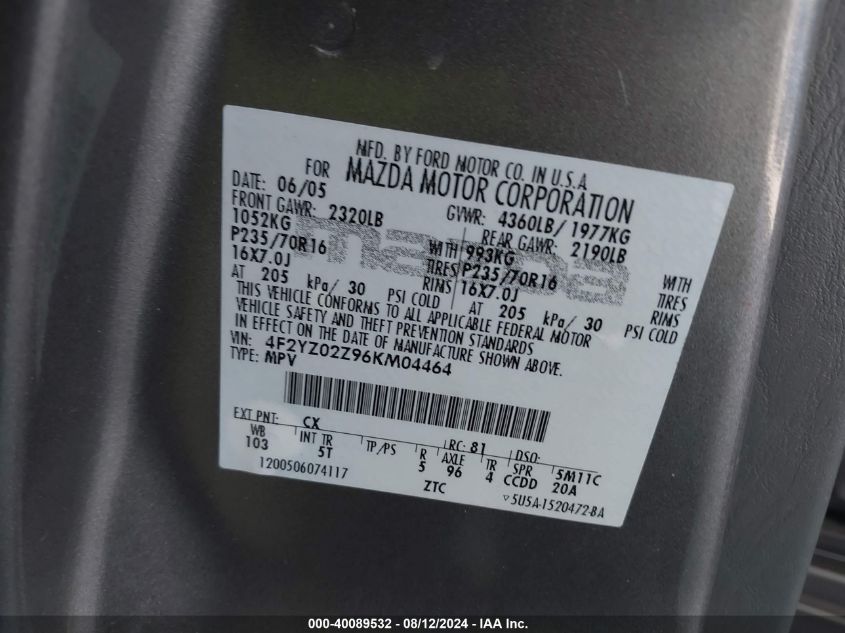 MFD. BY FORD MOTOR CO. IN U.S.A.
FOR MAZDA MOTOR CORPORATION
DATE: 06/05 GVWR: 4360LB/ 1977KG
FRONT GAWR: 2320LB REAR GAWR: 2190LB
1052KG WITH 993KG WITH
P235/70R16 TIRES P235/70R16 TIRES
16X7.0J RIMS 16X7.0J RIMS
AT 205 kPa/ 30 PSI COLD AT 205 kPa/ 30 PSI COLD
mazda
THIS VEHICLE CONFORMS TO ALL APPLICABLE FEDERAL MOTOR
VEHICLE SAFETY AND THEFT PREVENTION STANDARDS
IN EFFECT ON THE DATE OF MANUFACTURE SHOWN ABOVE.
VIN: 4F2YZ02Z96KM04464
TYPE: MPV
EXT PNT: CX RC: 81 DSO:
WB INT TR TP/PS R AXLE TR SPR 5M11C
103 5T 5 96 4 CCDD 20A
1200506074117 ZTC 5U5A-1520472-BA
000-40089532 - 08/12/2024 - IAA Inc.